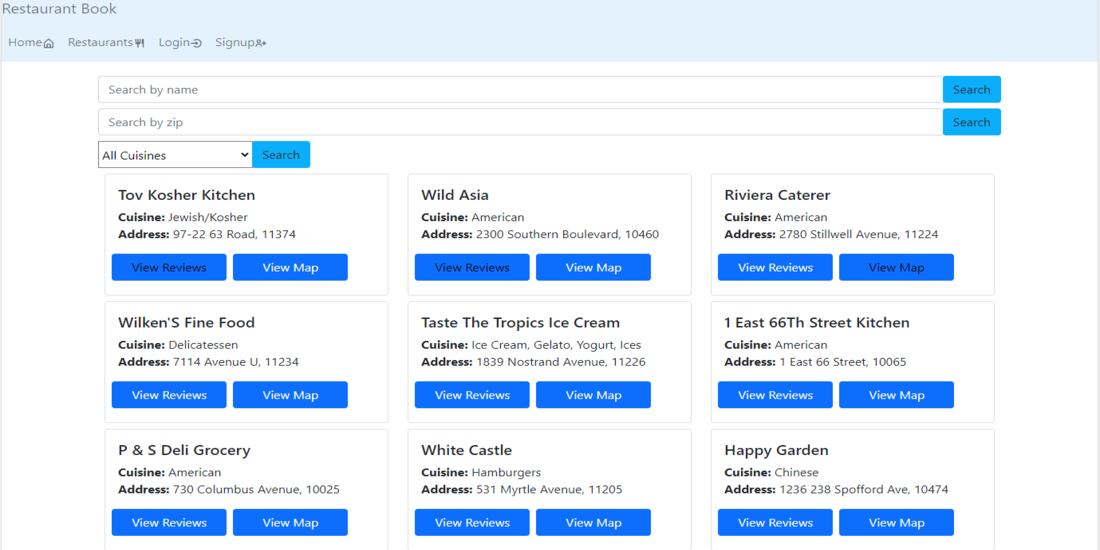 Restaurant Book
Home Restaurants Login Signup
Search by name Search
Search by zip Search
All Cuisines Search
Tov Kosher Kitchen
Cuisine: Jewish/Kosher
Address: 97-22 63 Road, 11374
View Reviews View Map
Wild Asia
Cuisine: American
Address: 2300 Southern Boulevard, 10460
View Reviews View Map
Riviera Caterer
Cuisine: American
Address: 2780 Stillwell Avenue, 11224
View Reviews View Map
Wilken'S Fine Food
Cuisine: Delicatessen
Address: 7114 Avenue U, 11234
View Reviews View Map
Taste The Tropics Ice Cream
Cuisine: Ice Cream, Gelato, Yogurt, Ices
Address: 1839 Nostrand Avenue, 11226
View Reviews View Map
1 East 66Th Street Kitchen
Cuisine: American
Address: 1 East 66 Street, 10065
View Reviews View Map
P & S Deli Grocery
Cuisine: American
Address: 730 Columbus Avenue, 10025
View Reviews View Map
White Castle
Cuisine: Hamburgers
Address: 531 Myrtle Avenue, 11205
View Reviews View Map
Happy Garden
Cuisine: Chinese
Address: 1236 238 Spofford Ave, 10474
View Reviews View Map